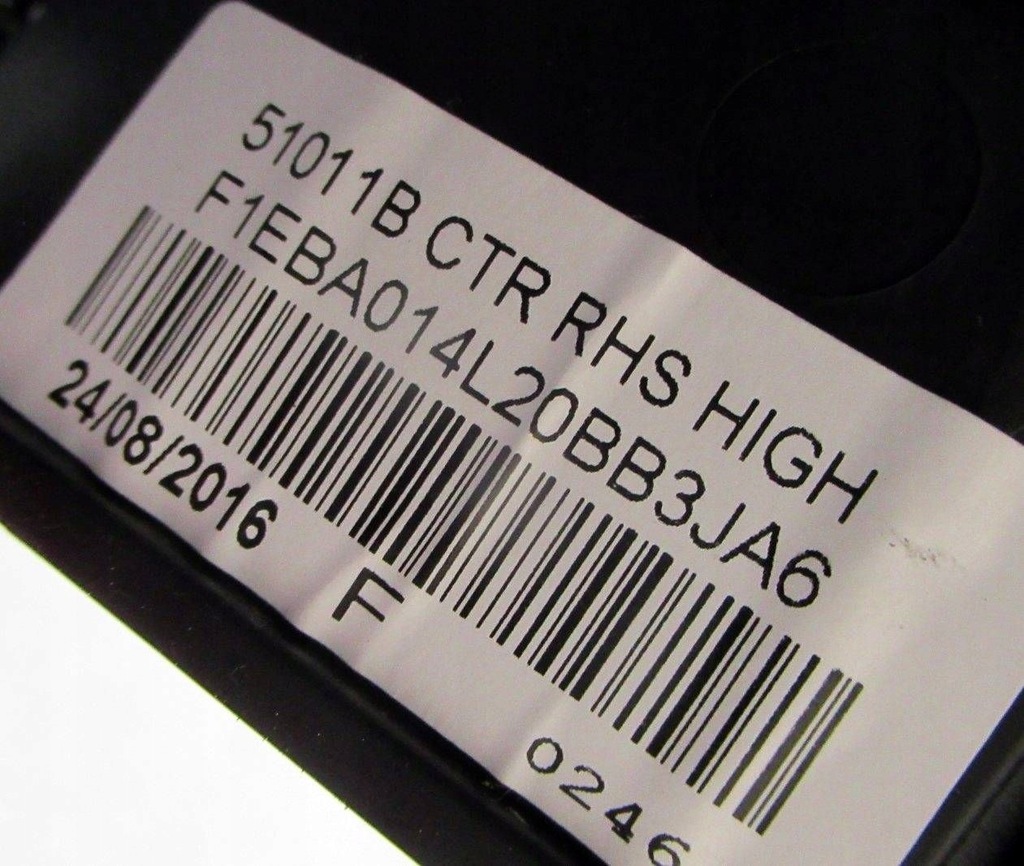 51011B CTR RHS HIGH
F1EBA014L20BB3JA6
24/08/2016
F
0246